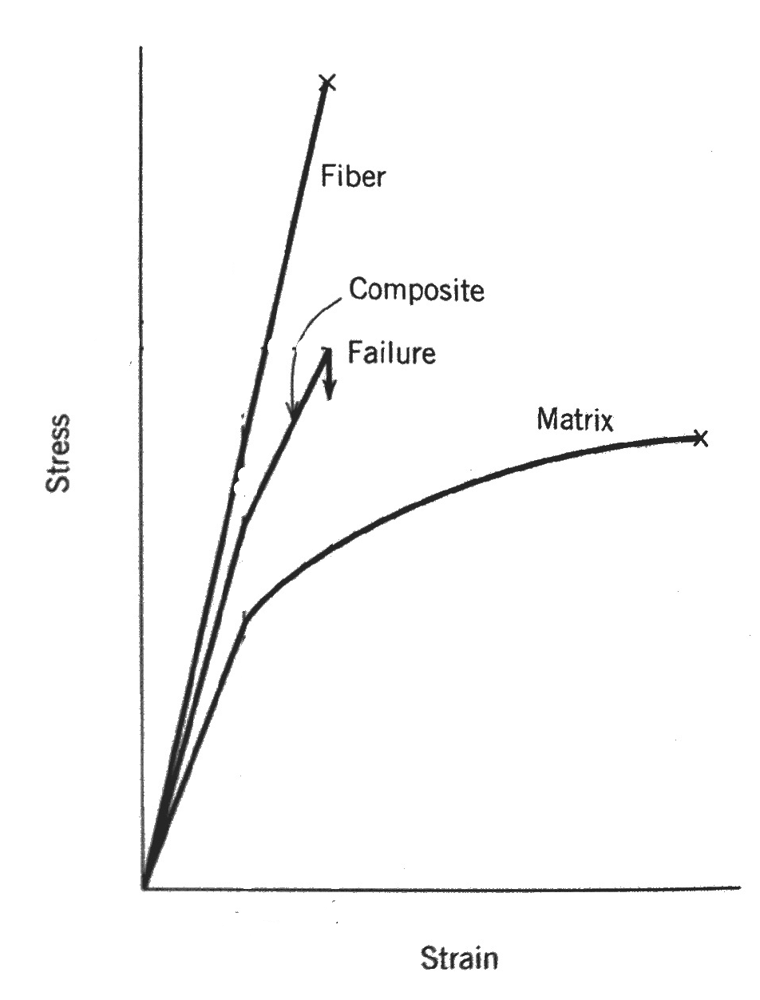 Fiber
Composite
Failure
Matrix
Stress
Strain